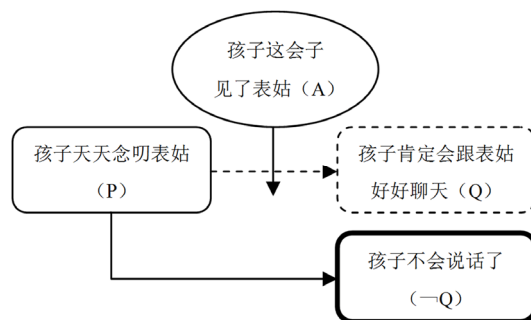 孩子这会子
见了表姑（A）
孩子天天念叨表姑
（P）
孩子肯定会跟表姑
好好聊天（Q）
孩子不会说话了
（￢Q）